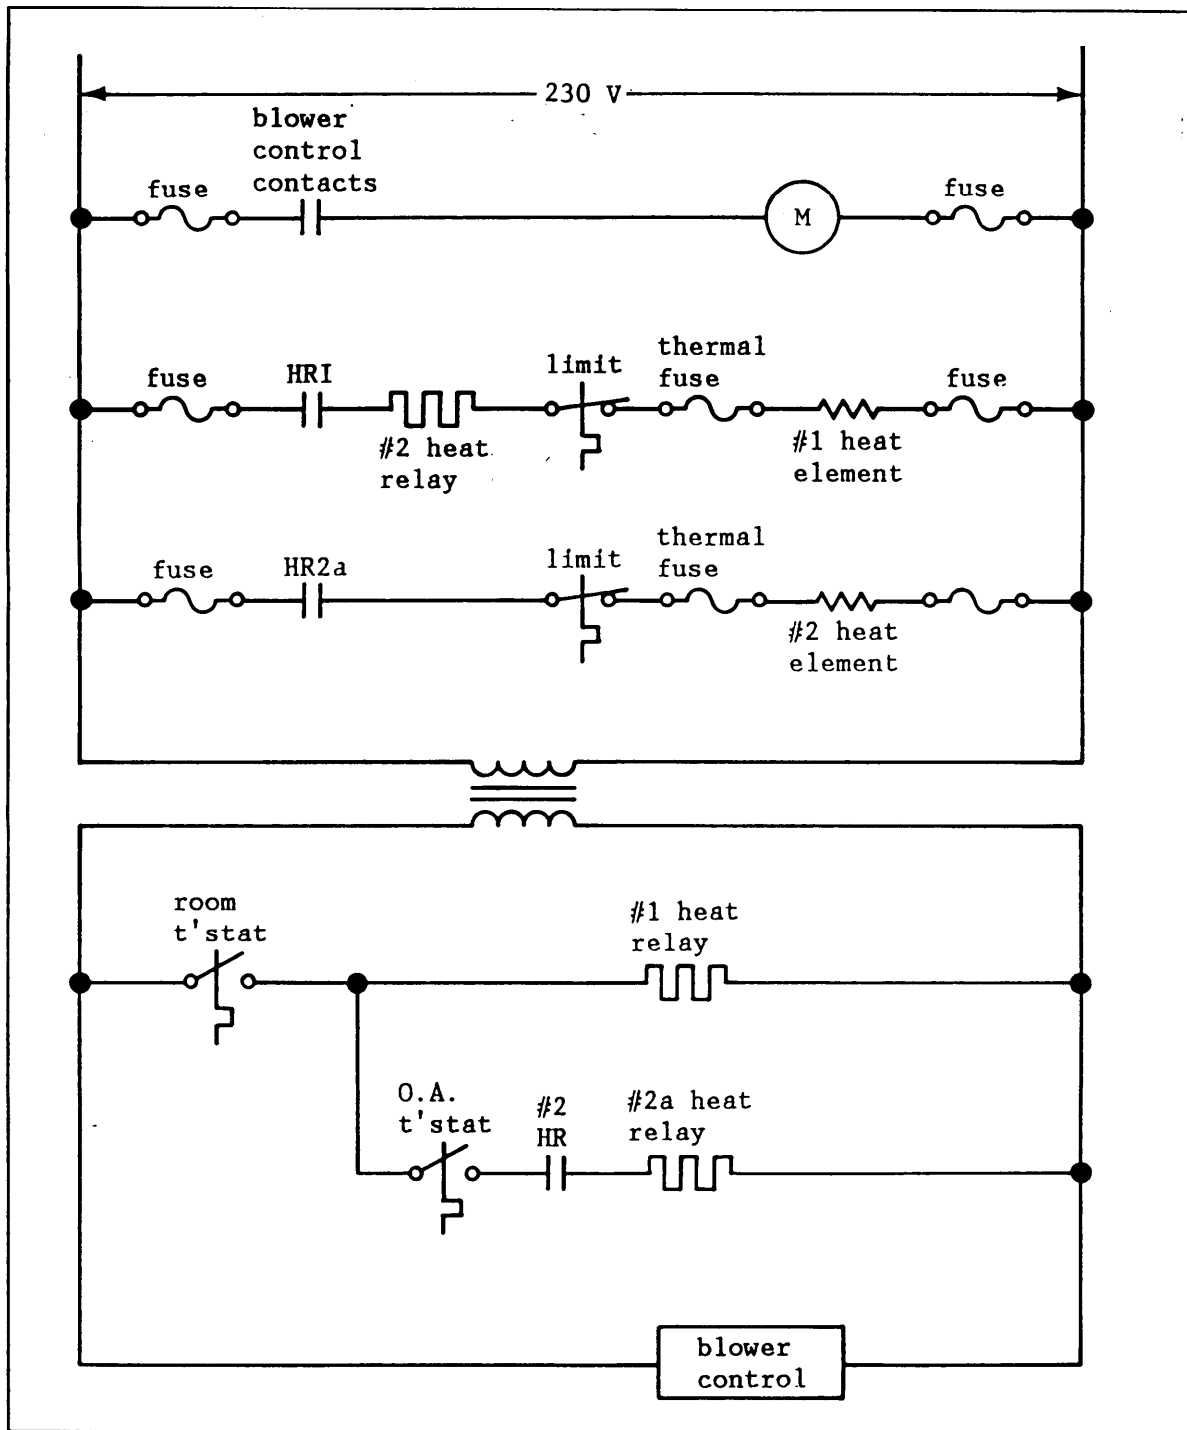 230 V
blower
control
contacts
fuse
fuse
M
fuse
HRI
#2 heat
relay
limit
thermal
fuse
#1 heat
element
fuse
fuse
HR2a
limit
thermal
fuse
#2 heat
element
room
t'stat
#1 heat
relay
O.A.
t'stat
#2
HR
#2a heat
relay
blower
control